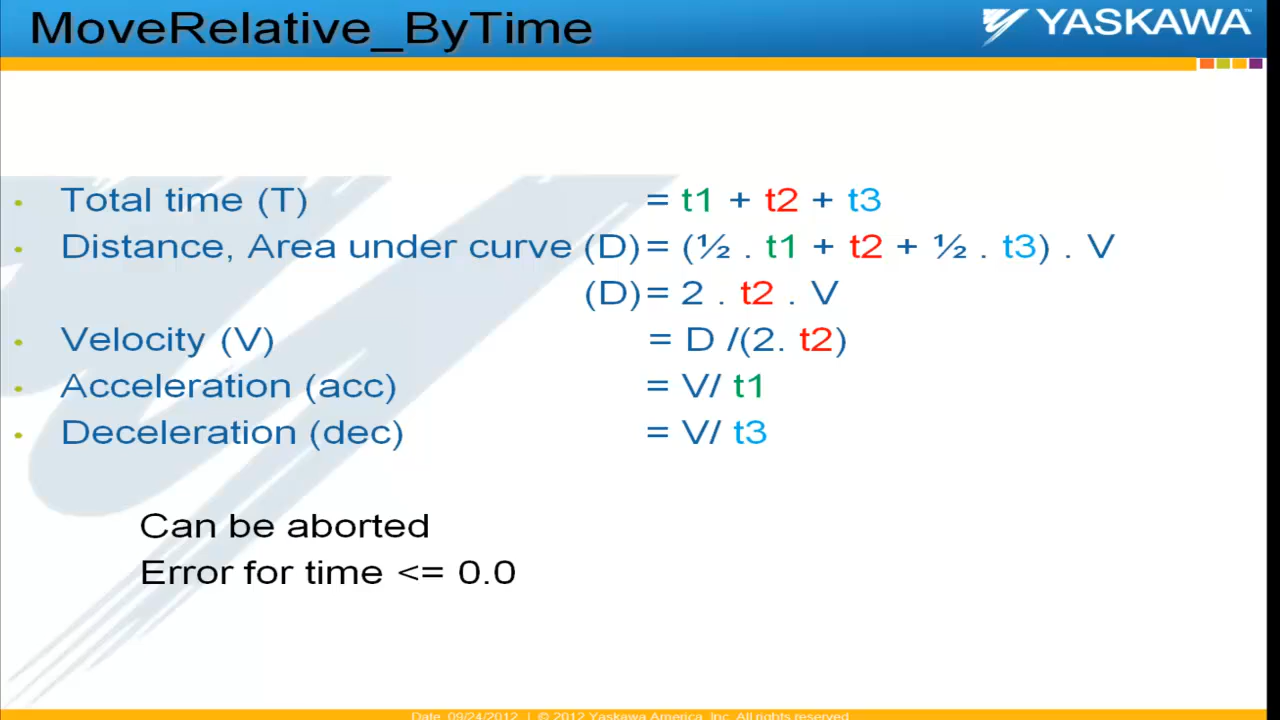 MoveRelative_ByTime
YASKAWA
• Total time (T) = t1 + t2 + t3
• Distance, Area under curve (D) = (½ . t1 + t2 + ½ . t3) . V
(D) = 2 . t2 . V
• Velocity (V) = D /(2. t2)
• Acceleration (acc) = V/ t1
• Deceleration (dec) = V/ t3
Can be aborted
Error for time <= 0.0
Date 09/24/2012 | © 2012 Yaskawa America, Inc. All rights reserved.